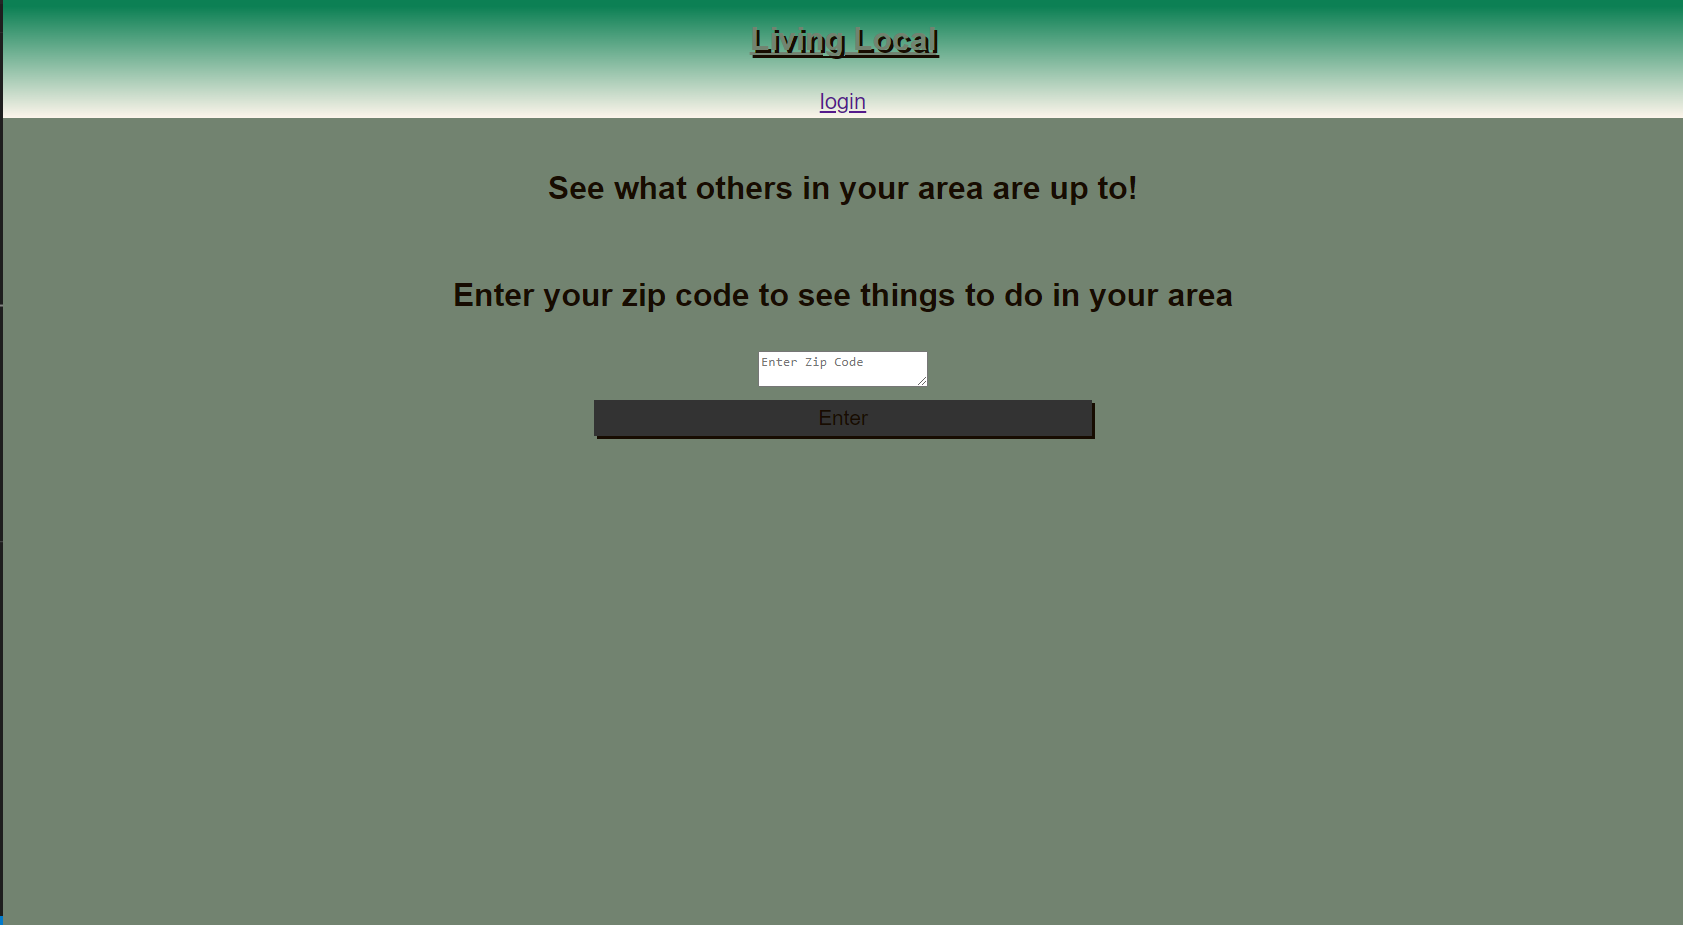 Living Local
login
See what others in your area are up to!
Enter your zip code to see things to do in your area
Enter Zip Code
Enter